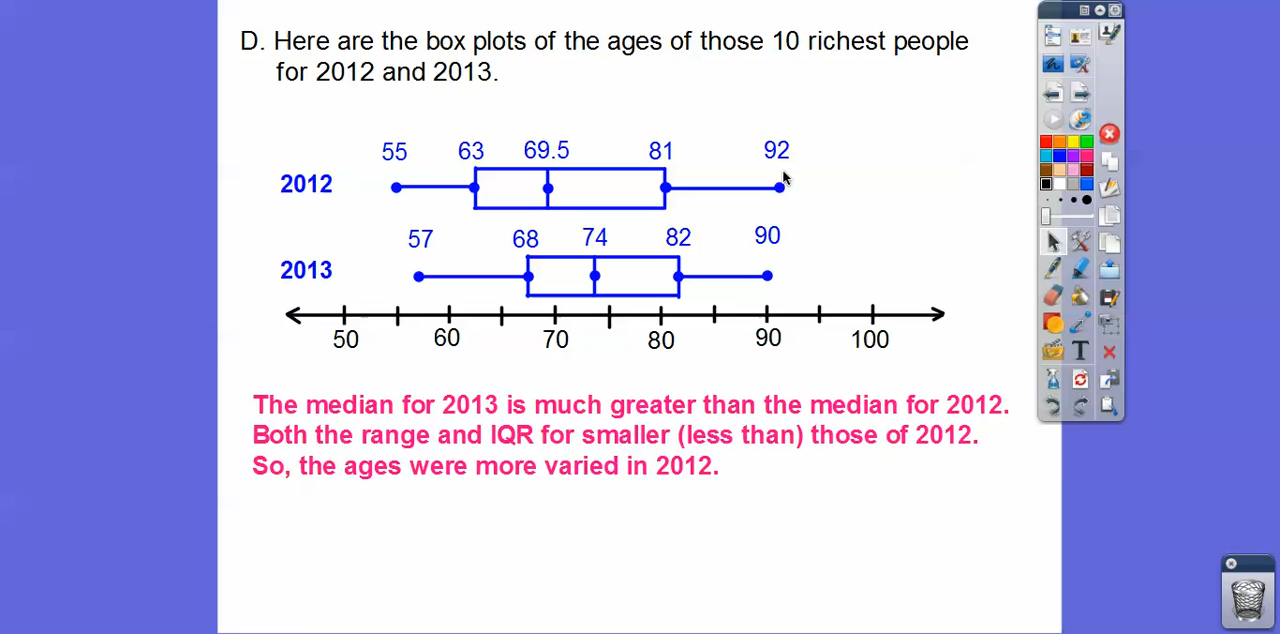 D. Here are the box plots of the ages of those 10 richest people
for 2012 and 2013.
55 63 69.5 81 92
2012
57 68 74 82 90
2013
50 60 70 80 90 100
The median for 2013 is much greater than the median for 2012.
Both the range and IQR for smaller (less than) those of 2012.
So, the ages were more varied in 2012.
T